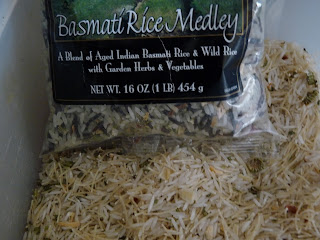 Basmati Rice Medley
A Blend of Aged Indian Basmati Rice & Wild Rice
with Garden Herbs & Vegetables
NET WT. 16 OZ (1 LB) 454 g